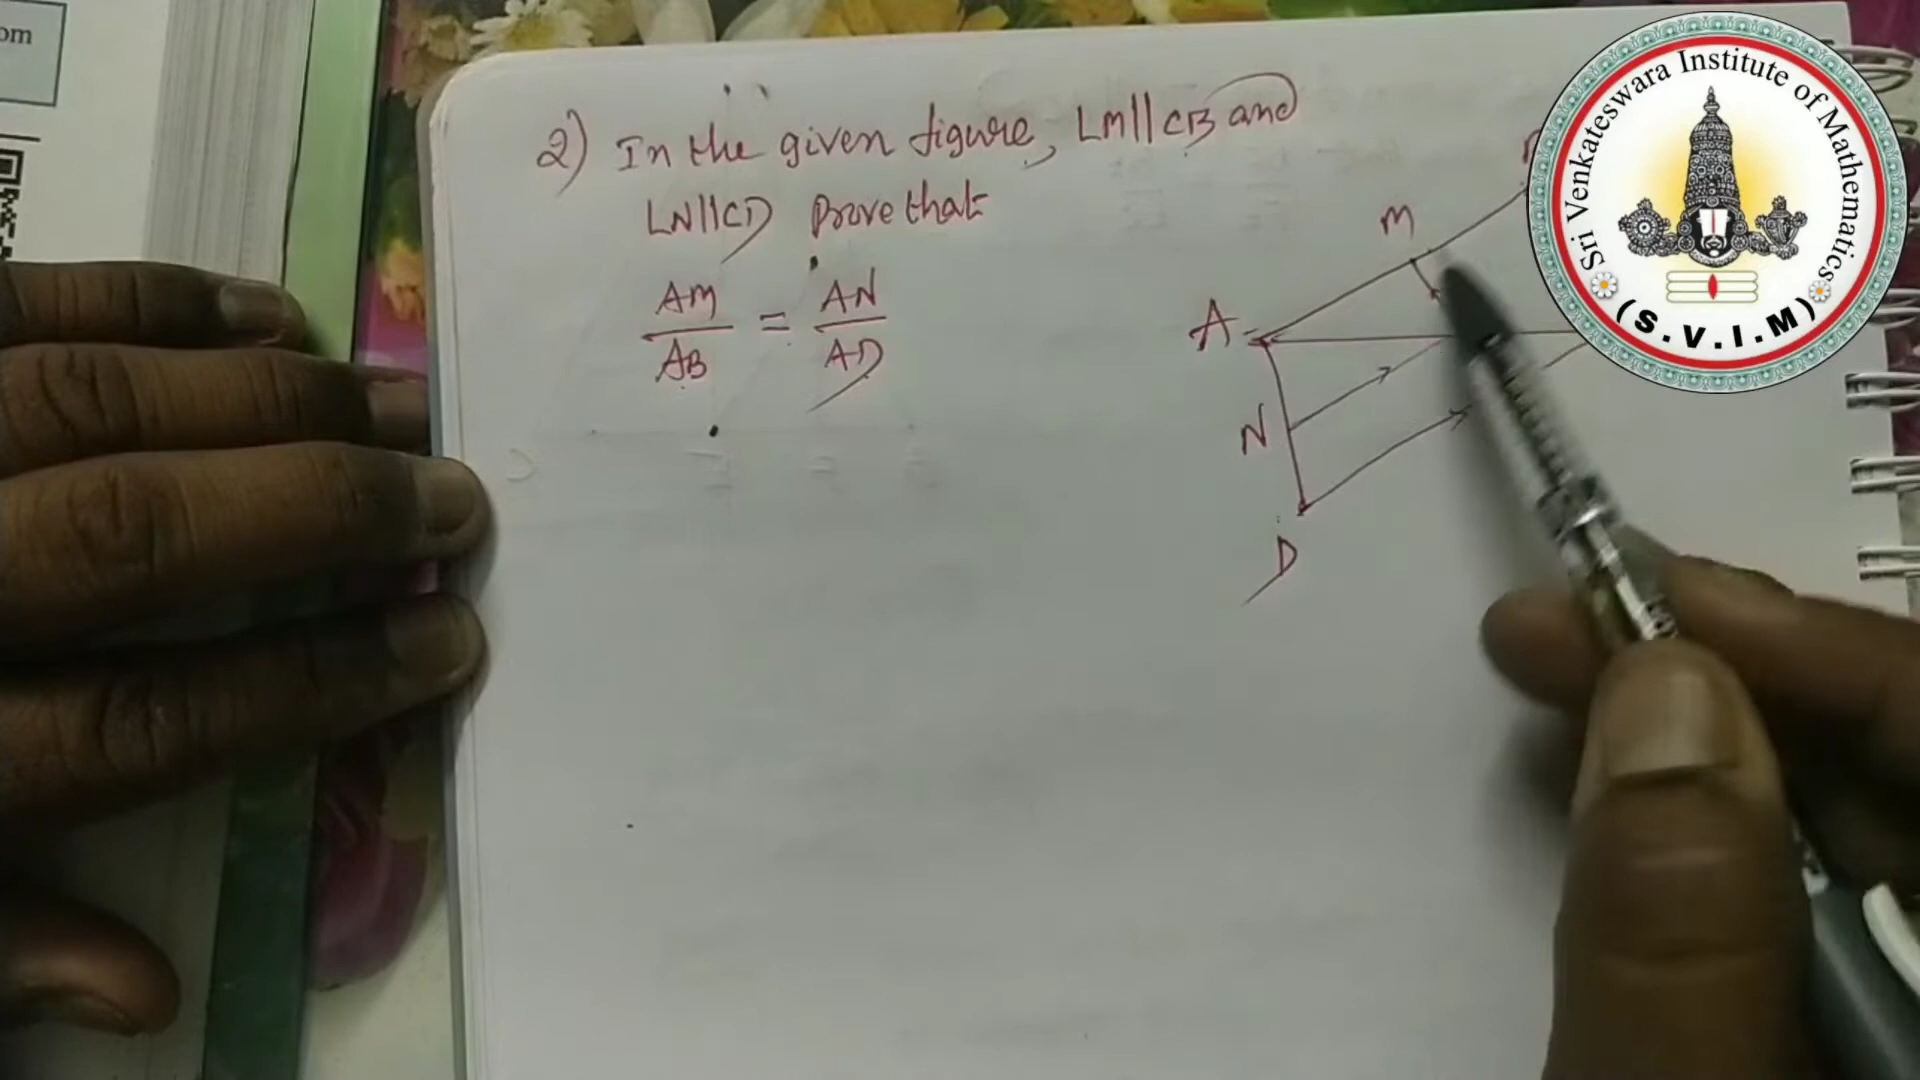 om
2) In the given figure, LM||CB and
LN||CD Prove that
AM/AB = AN/AD
M
A
N
D
Sri Venkateswara Institute of Mathematics
(S.V.I.M)